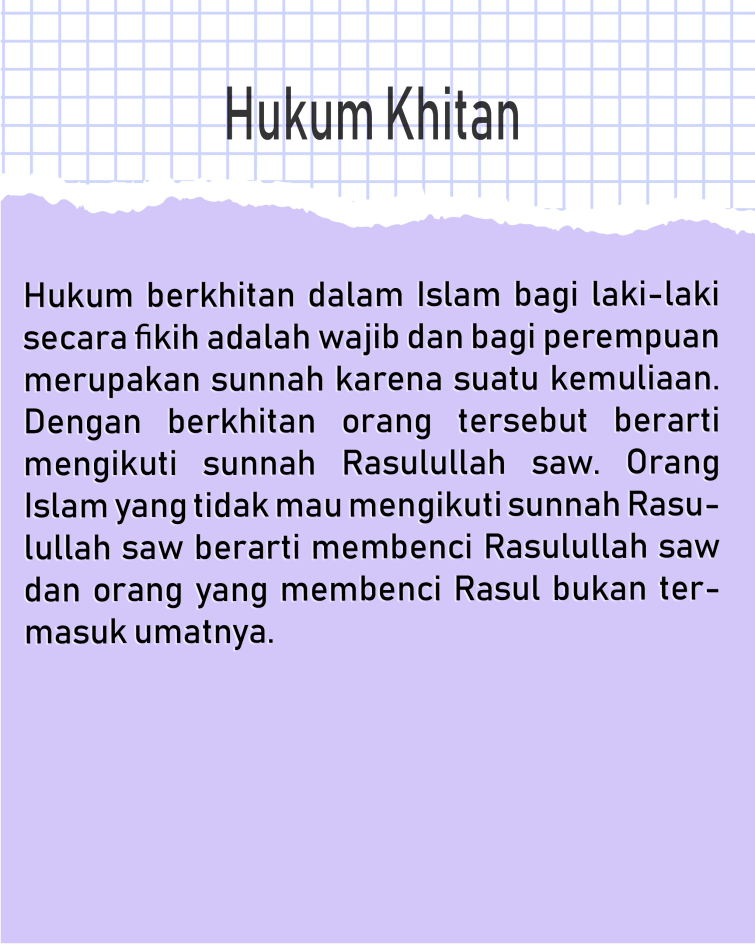 Hukum Khitan
Hukum berkhitan dalam Islam bagi laki-laki
secara fikih adalah wajib dan bagi perempuan
merupakan sunnah karena suatu kemuliaan.
Dengan berkhitan orang tersebut berarti
mengikuti sunnah Rasulullah saw. Orang
Islam yang tidak mau mengikuti sunnah Rasu-
lullah saw berarti membenci Rasulullah saw
dan orang yang membenci Rasul bukan ter-
masuk umatnya.